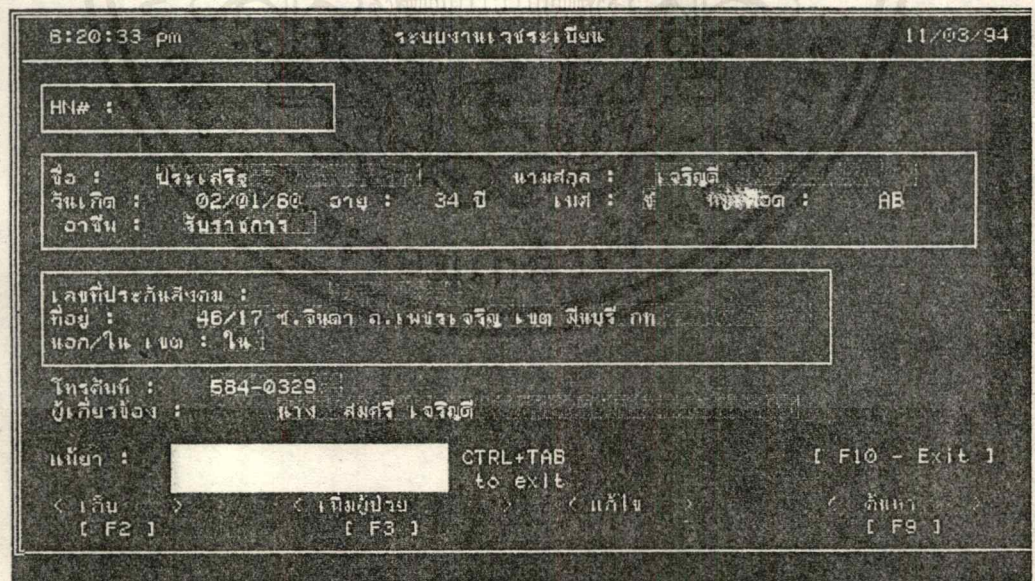 6:20:33 pm ระบบงานเวชระเบียน 11/03/94
HN# :
ชื่อ : ประเสริฐ นามสกุล : เจริญดี
วันเกิด : 02/01/60 อายุ : 34 ปี เพศ : ช : AB
อาชีพ : รับราชการ
เลขที่ประกันสังคม :
ที่อยู่ : 46/17 ซ.จินดา ถ.เพชรเจริญ เขต มีนบุรี กท
นอก/ใน เขต : ใน
โทรศัพท์ : 584-0329
ผู้เกี่ยวข้อง : นาง สมศรี เจริญดี
แพ้ยา : CTRL+TAB [ F10 - Exit ]
to exit
< เก็บ > < เพิ่มผู้ป่วย > < แก้ไข > < ค้นหา >
[ F2 ] [ F3 ] [ F9 ]